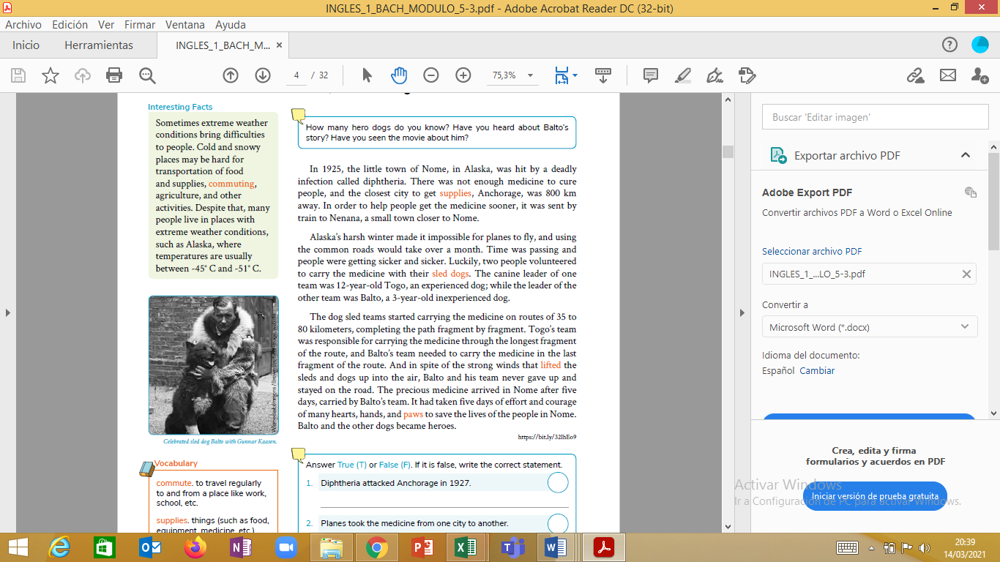 INGLES_1_BACH_MODULO_5-3.pdf - Adobe Acrobat Reader DC (32-bit)
Archivo Edición Ver Firmar Ventana Ayuda
Inicio Herramientas INGLES_1_BACH_M... ×
4 / 32 75,3%
Interesting Facts
Sometimes extreme weather
conditions bring difficulties
to people. Cold and snowy
places may be hard for
transportation of food
and supplies, commuting,
agriculture, and other
activities. Despite that, many
people live in places with
extreme weather conditions,
such as Alaska, where
temperatures are usually
between -45° C and -51° C.
Celebrated sled dog Balto with Gunnar Kaasen.
Vocabulary
commute. to travel regularly
to and from a place like work,
school, etc.
supplies. things (such as food,
equipment, medicine, etc.)
How many hero dogs do you know? Have you heard about Balto's
story? Have you seen the movie about him?
In 1925, the little town of Nome, in Alaska, was hit by a deadly
infection called diphtheria. There was not enough medicine to cure
people, and the closest city to get supplies, Anchorage, was 800 km
away. In order to help people get the medicine sooner, it was sent by
train to Nenana, a small town closer to Nome.
Alaska's harsh winter made it impossible for planes to fly, and using
the common roads would take over a month. Time was passing and
people were getting sicker and sicker. Luckily, two people volunteered
to carry the medicine with their sled dogs. The canine leader of one
team was 12-year-old Togo, an experienced dog; while the leader of the
other team was Balto, a 3-year-old inexperienced dog.
The dog sled teams started carrying the medicine on routes of 35 to
80 kilometers, completing the path fragment by fragment. Togo's team
was responsible for carrying the medicine through the longest fragment
of the route, and Balto's team needed to carry the medicine in the last
fragment of the route. And in spite of the strong winds that lifted the
sleds and dogs up into the air, Balto and his team never gave up and
stayed on the road. The precious medicine arrived in Nome after five
days, carried by Balto's team. It had taken five days of effort and courage
of many hearts, hands, and paws to save the lives of the people in Nome.
Balto and the other dogs became heroes.
https://bit.ly/32lhEo9
Answer True (T) or False (F). If it is false, write the correct statement.
1. Diphtheria attacked Anchorage in 1927.
2. Planes took the medicine from one city to another.
Buscar 'Editar imagen'
Exportar archivo PDF
Adobe Export PDF
Convertir archivos PDF a Word o Excel Online
Seleccionar archivo PDF
INGLES_1_...LO_5-3.pdf
Convertir a
Microsoft Word (*.docx)
Idioma del documento:
Español Cambiar
Crea, edita y firma
formularios y acuerdos en PDF
Iniciar versión de prueba gratuita
Activar Windows
Ir a Configuración de PC para activar Windows.
20:39
14/03/2021